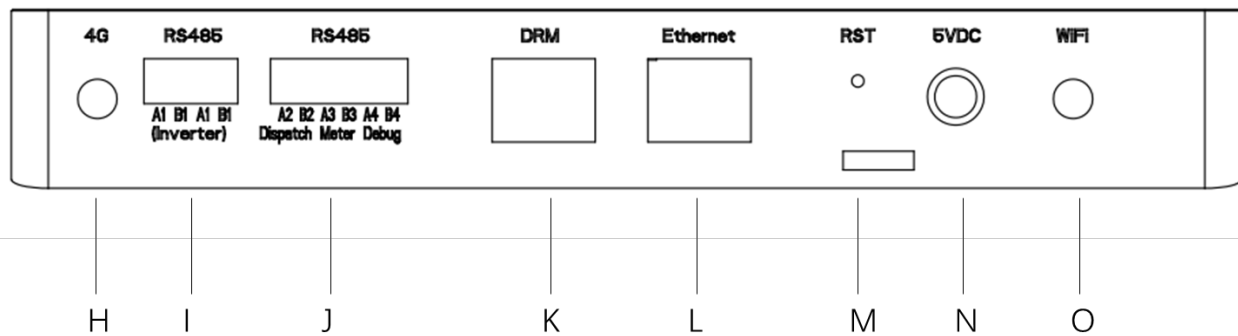 4G RS485 RS485 DRM Ethernet RST 5VDC WiFi
A1 B1 A1 B1 A2 B2 A3 B3 A4 B4
(Inverter) Dispatch Meter Debug
H I J K L M N O